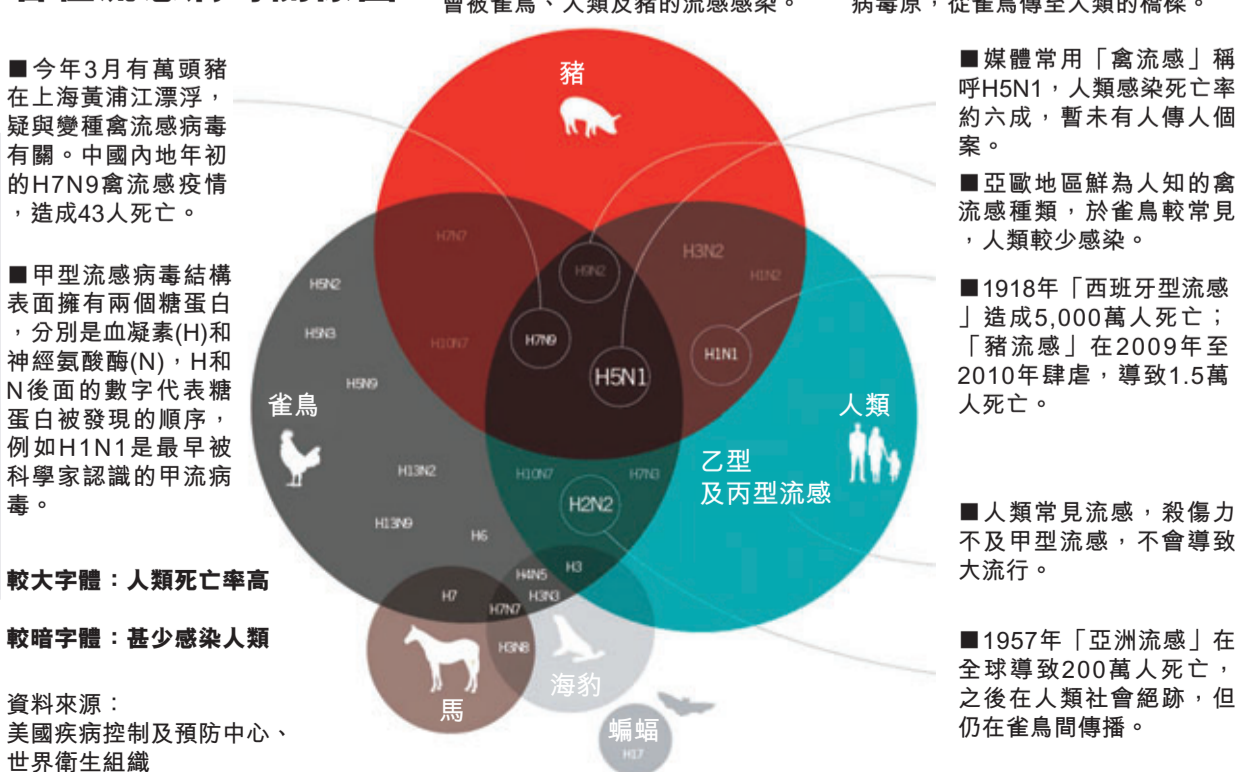 曾被雀鳥、人類及豬的流感感染。
病毒原，從雀鳥傳至人類的橋樑。
■今年3月有萬頭豬
在上海黃浦江漂浮，
疑與變種禽流感病毒
有關。中國內地年初
的H7N9禽流感疫情
，造成43人死亡。
■甲型流感病毒結構
表面擁有兩個糖蛋白
，分別是血凝素(H)和
神經氨酸酶(N)，H和
N後面的數字代表糖
蛋白被發現的順序，
例如H1N1是最早被
科學家認識的甲流病
毒。
較大字體：人類死亡率高
較暗字體：甚少感染人類
資料來源：
美國疾病控制及預防中心、
世界衛生組織
豬
H7N7
H9N2
H3N2
H1N2
H5N2
H5N3
H10N7
H7N9
H1N1
H5N1
H5N9
雀鳥
人類
H13N2
H10N7
H7N3
乙型
及丙型流感
H2N2
H13N9
H6
H4N5
H3
H7
H7N7
H3N3
H3N8
馬
海豹
蝙蝠
H17
■媒體常用「禽流感」稱
呼H5N1，人類感染死亡率
約六成，暫未有人傳人個
案。
■亞歐地區鮮為人知的禽
流感種類，於雀鳥較常見
，人類較少感染。
■1918年「西班牙型流感
」造成5,000萬人死亡；
「豬流感」在2009年至
2010年肆虐，導致1.5萬
人死亡。
■人類常見流感，殺傷力
不及甲型流感，不會導致
大流行。
■1957年「亞洲流感」在
全球導致200萬人死亡，
之後在人類社會絕跡，但
仍在雀鳥間傳播。